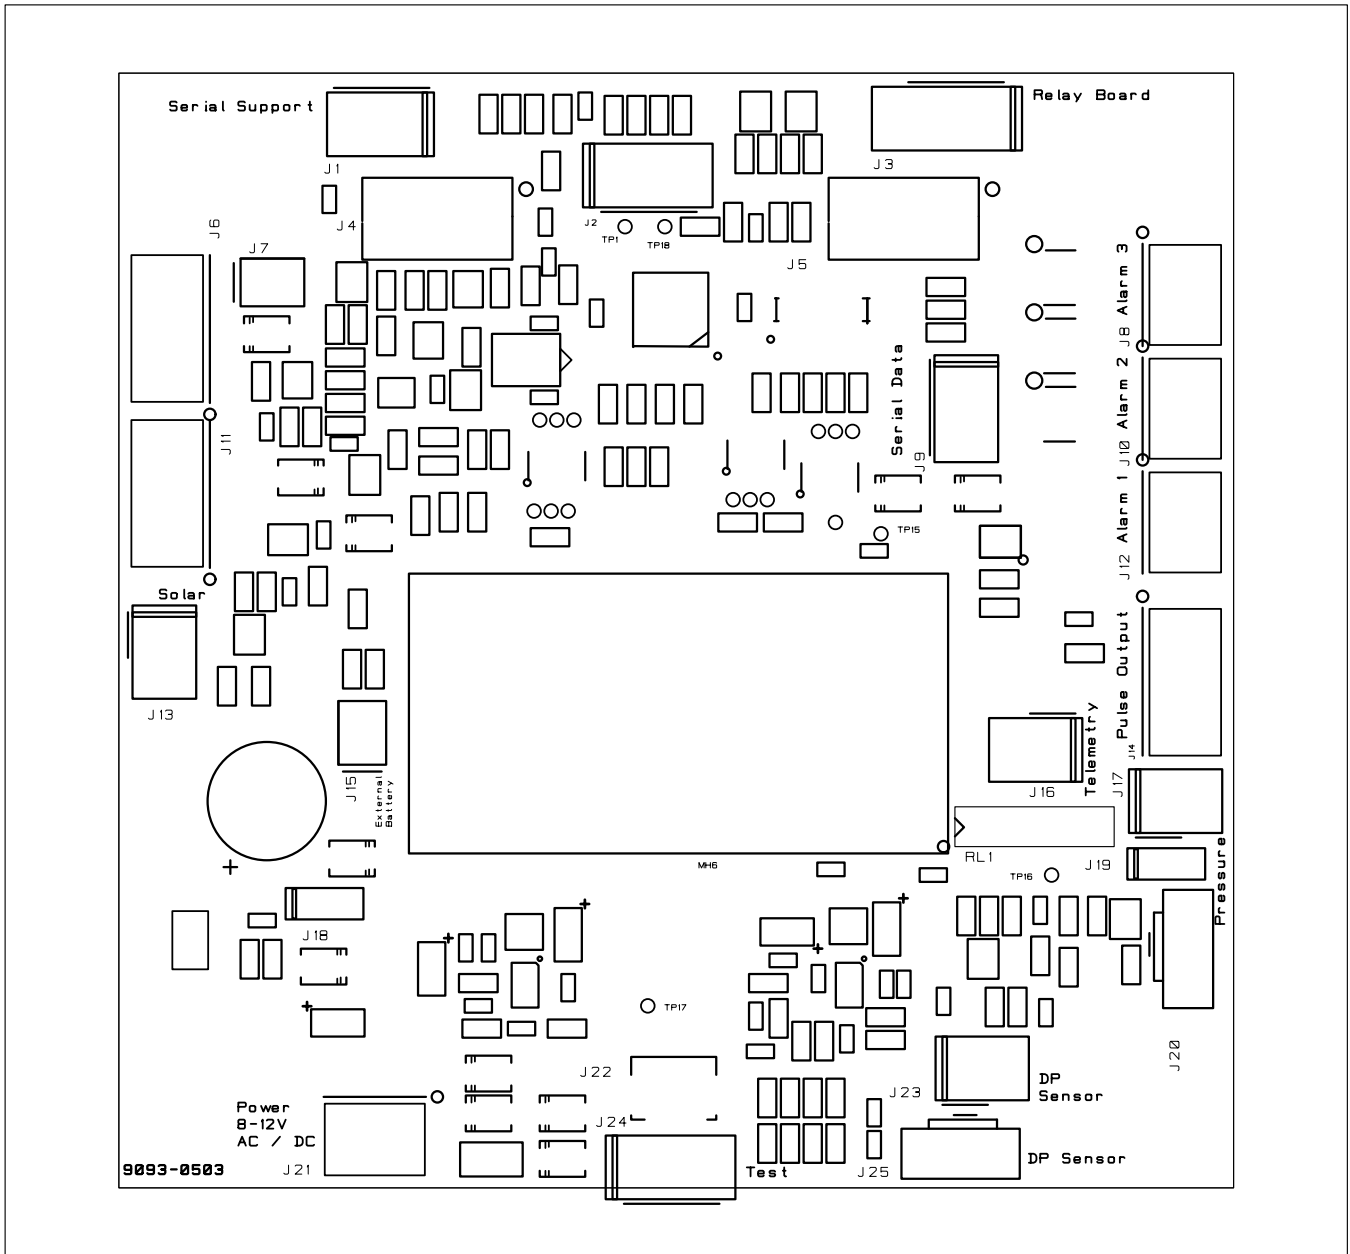 Serial Support
Relay Board
J1
J3
J4
J2
TP1
TP18
J5
J6
J7
J8 Alarm 3
J10 Alarm 2
J12 Alarm 1
Serial Data
J9
J11
TP15
Solar
J13
Pulse Output
J14
Telemetry
J16
J17
J15
External
Battery
+
RL1
J19
Pressure
MH6
TP16
J18
+
+
+
+
+
TP17
J20
J22
J23
DP
Sensor
Power
8-12V
AC / DC
J24
J21
9093-0503
Test
J25
DP Sensor